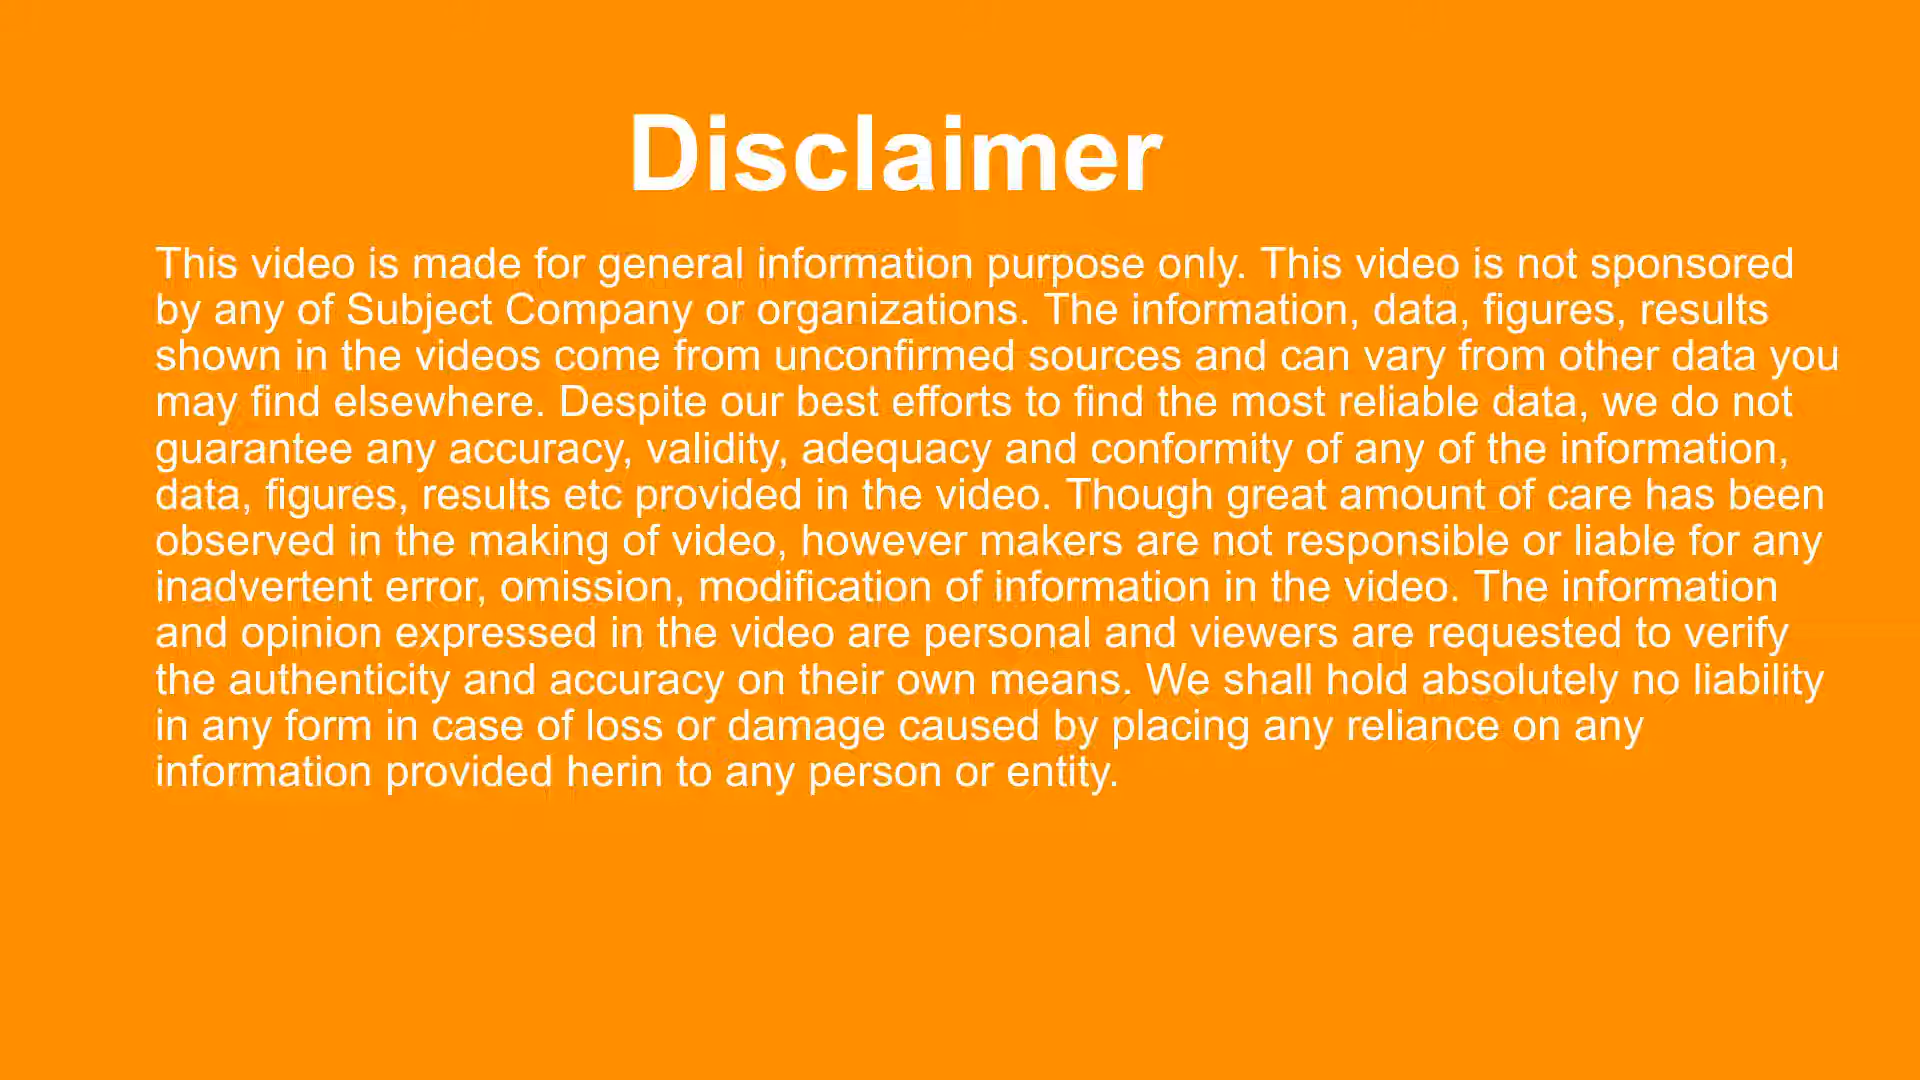 Disclaimer
This video is made for general information purpose only. This video is not sponsored
by any of Subject Company or organizations. The information, data, figures, results
shown in the videos come from unconfirmed sources and can vary from other data you
may find elsewhere. Despite our best efforts to find the most reliable data, we do not
guarantee any accuracy, validity, adequacy and conformity of any of the information,
data, figures, results etc provided in the video. Though great amount of care has been
observed in the making of video, however makers are not responsible or liable for any
inadvertent error, omission, modification of information in the video. The information
and opinion expressed in the video are personal and viewers are requested to verify
the authenticity and accuracy on their own means. We shall hold absolutely no liability
in any form in case of loss or damage caused by placing any reliance on any
information provided herin to any person or entity.